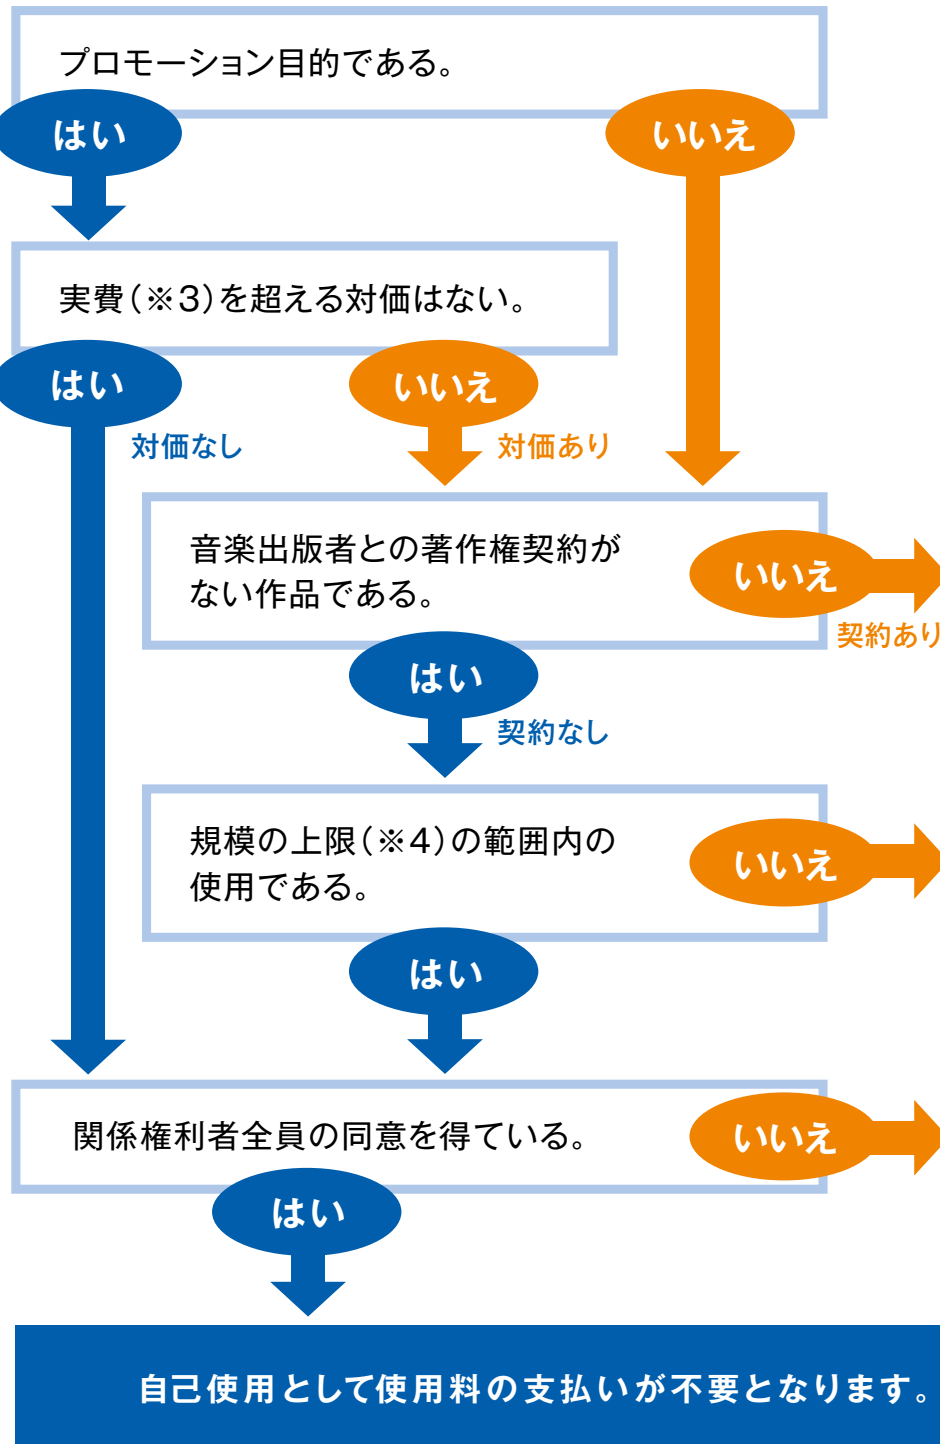 プロモーション目的である。
はい
いいえ
実費(※3)を超える対価はない。
はい
いいえ
対価なし
対価あり
音楽出版者との著作権契約が
ない作品である。
いいえ
契約あり
はい
契約なし
規模の上限(※4)の範囲内の
使用である。
いいえ
はい
関係権利者全員の同意を得ている。
いいえ
はい
自己使用として使用料の支払いが不要となります。